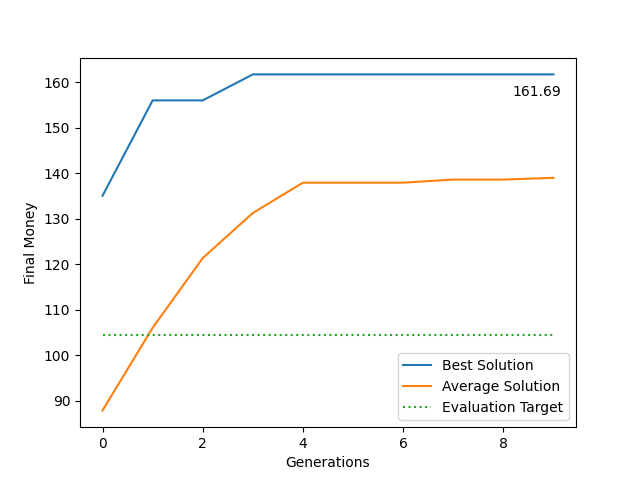 160
150
140
130
120
110
100
90
Final Money
161.69
Best Solution
Average Solution
Evaluation Target
0 2 4 6 8
Generations